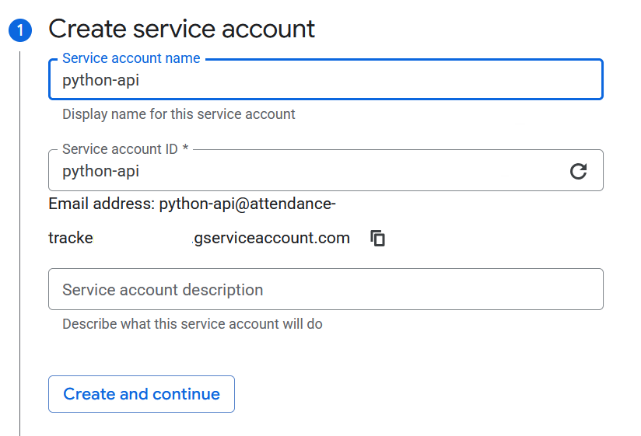 1 Create service account
Service account name
python-api
Display name for this service account
Service account ID *
python-api
Email address: python-api@attendance-
tracke .gserviceaccount.com
Service account description
Describe what this service account will do
Create and continue